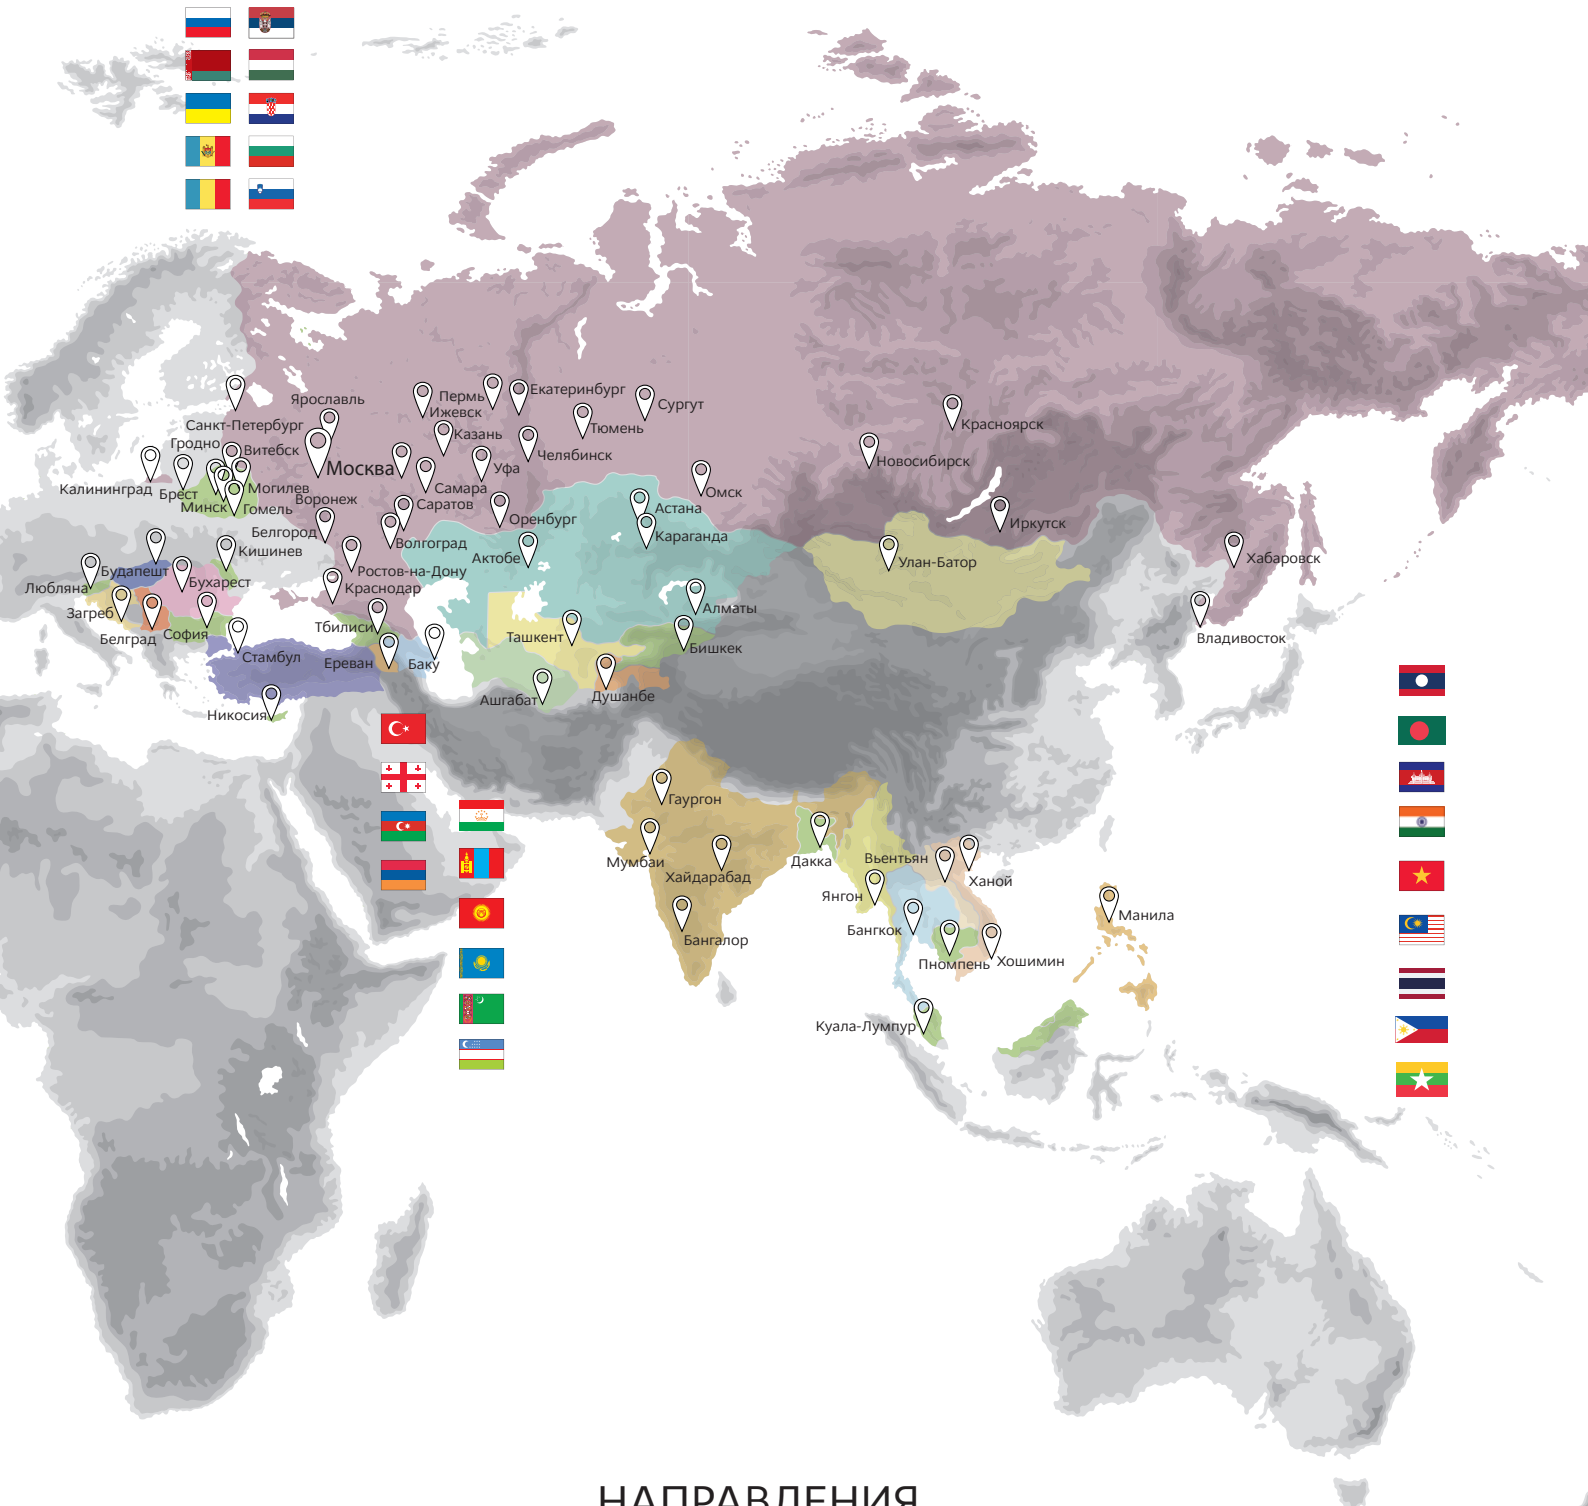 Ярославль
Пермь
Екатеринбург
Ижевск
Сургут
Санкт-Петербург
Красноярск
Тюмень
Гродно
Витебск
Казань
Челябинск
Москва
Уфа
Новосибирск
Калининград
Брест
Могилев
Самара
Омск
Воронеж
Минск
Гомель
Саратов
Астана
Оренбург
Иркутск
Белгород
Караганда
Волгоград
Кишинев
Актобе
Хабаровск
Улан-Батор
Будапешт
Ростов-на-Дону
Бухарест
Любляна
Краснодар
Алматы
Загреб
Тбилиси
Белград
София
Ташкент
Владивосток
Бишкек
Стамбул
Ереван
Баку
Душанбе
Ашгабат
Никосия
Гаургон
Мумбаи
Дакка
Вьентьян
Хайдарабад
Ханой
Янгон
Манила
Бангкок
Бангалор
Пномпень
Хошимин
Куала-Лумпур
НАПРАВЛЕНИЯ